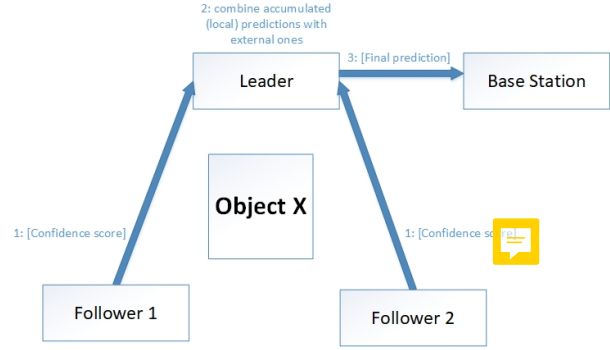 2: combine accumulated
(local) predictions with
external ones
Leader
3: [Final prediction]
Base Station
Object X
1: [Confidence score]
1: [Confidence
Follower 1
Follower 2